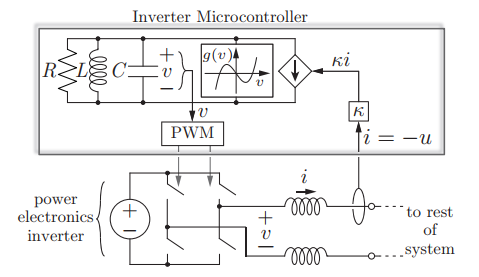 Inverter Microcontroller
R L C + v −
g(v)
v
κi
v
κ
PWM
i = −u
i
power
electronics
inverter
+
−
+
v
−
to rest
of
system